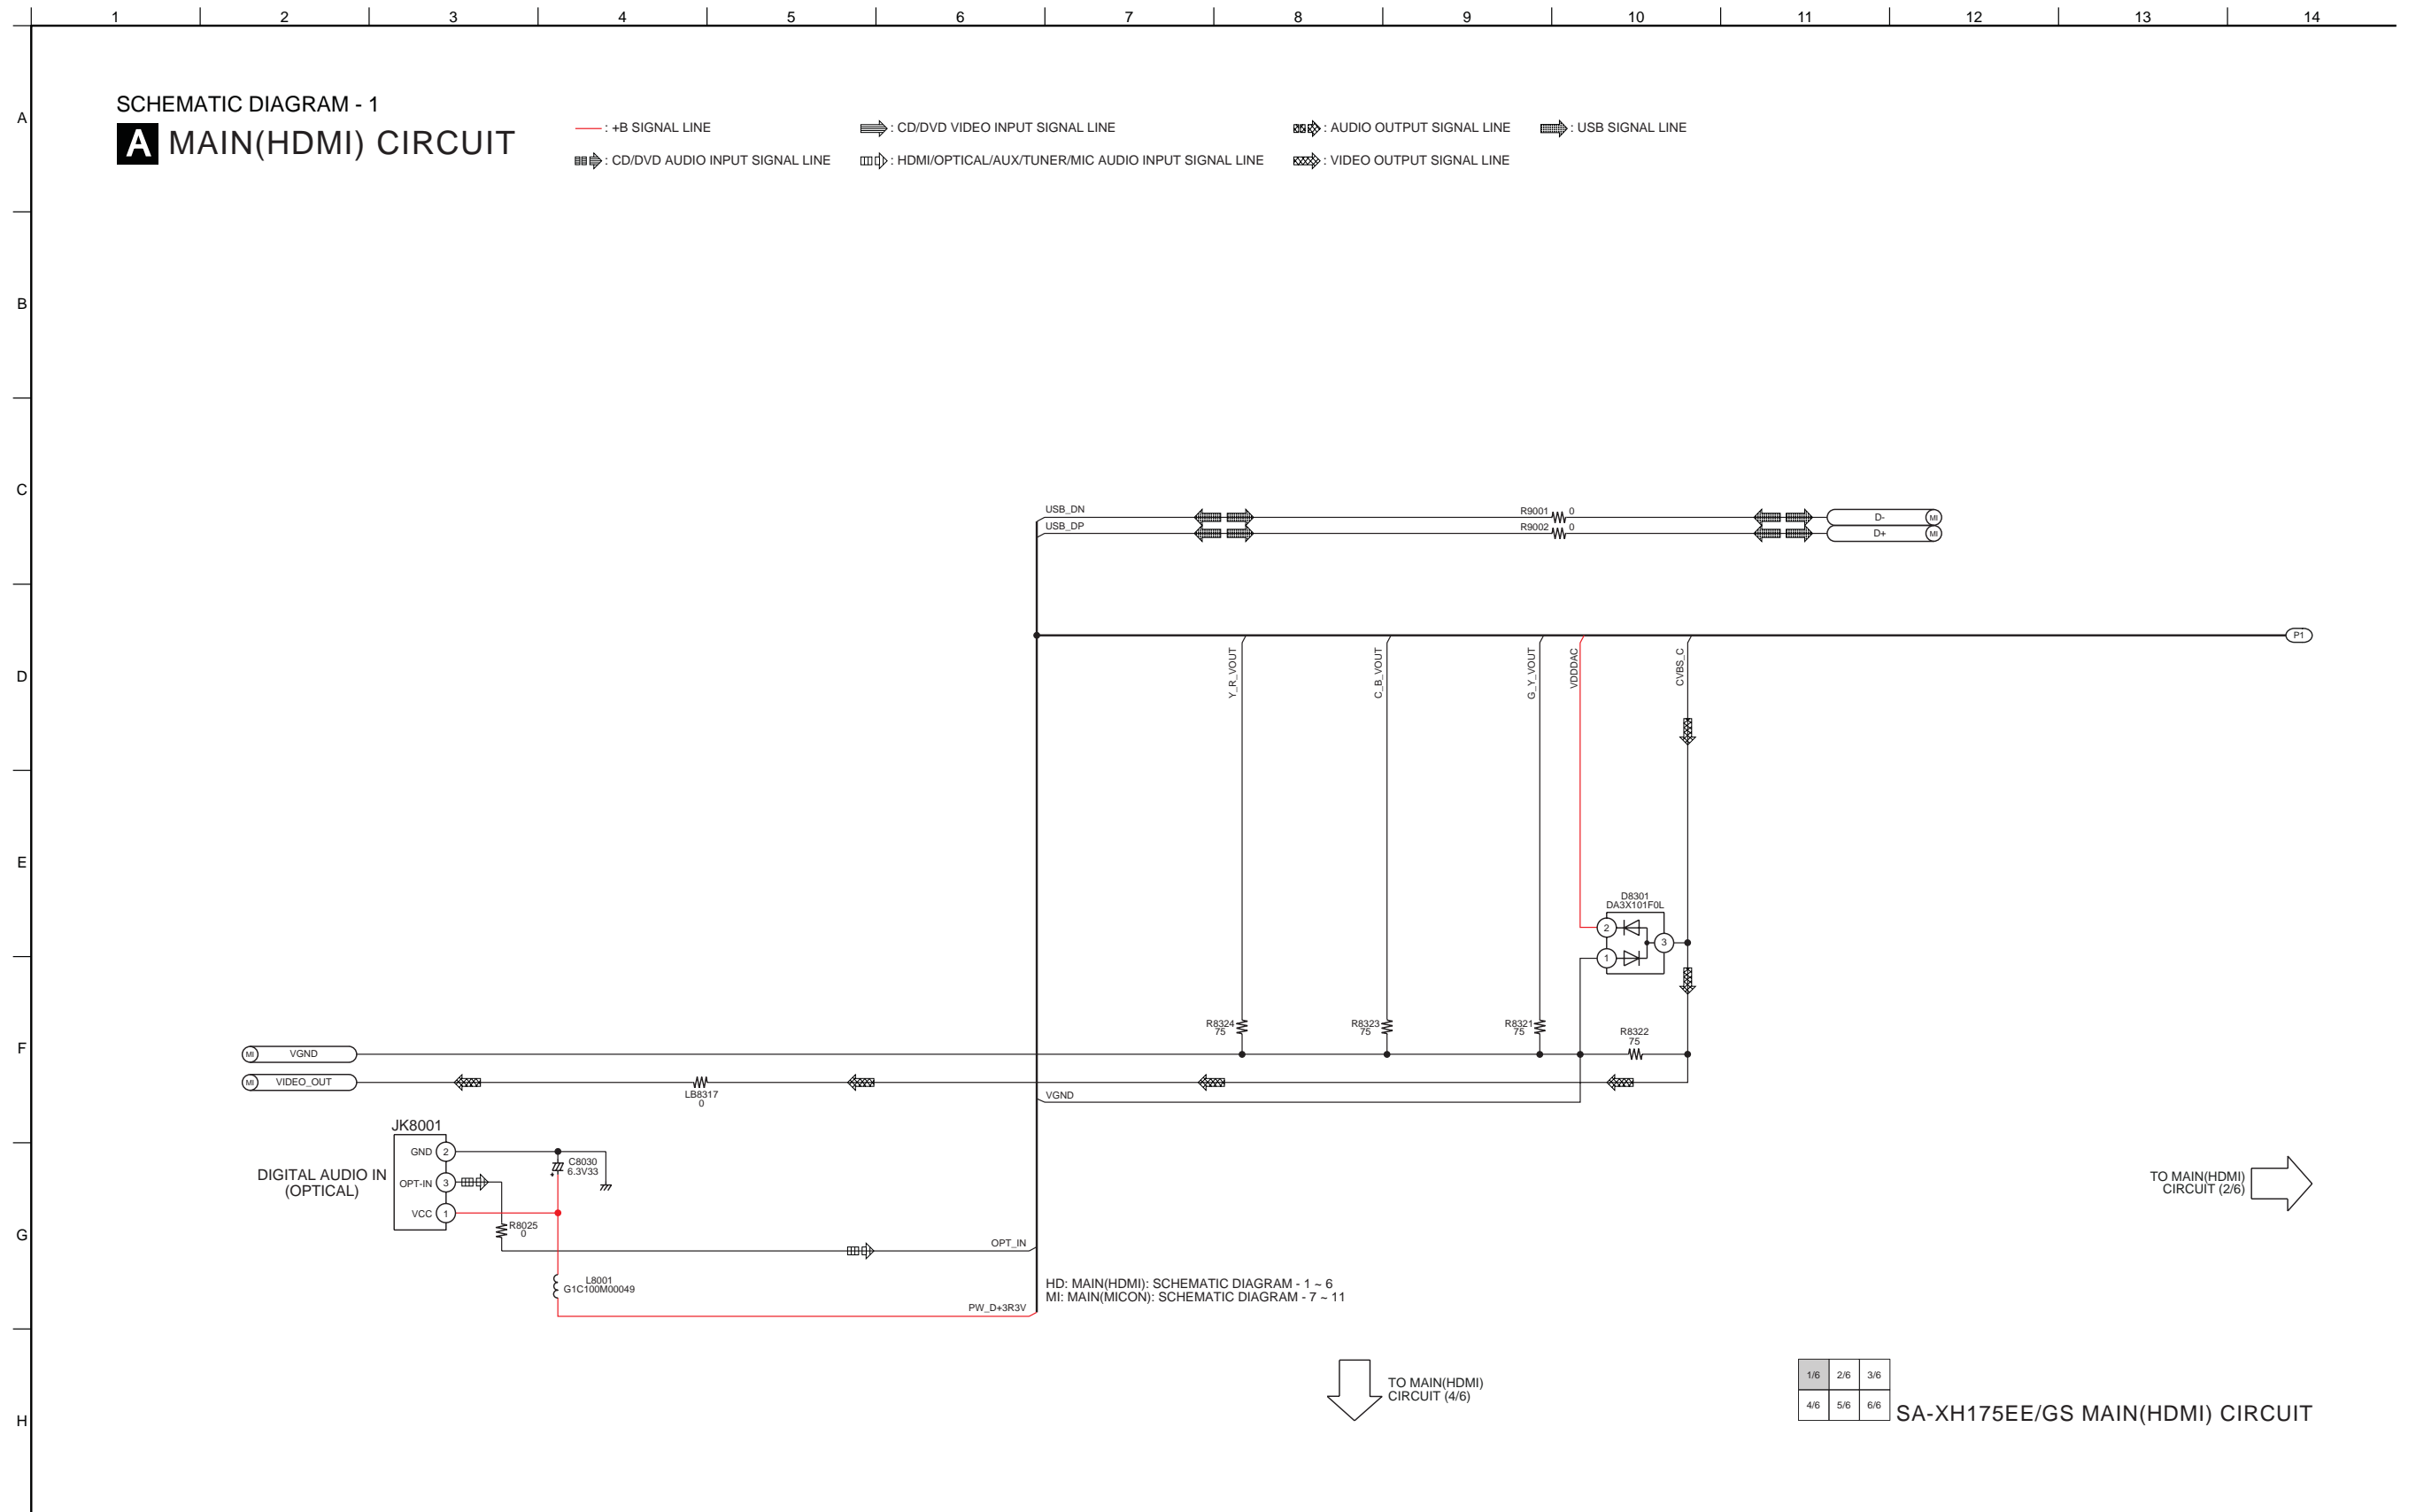 1 2 3 4 5 6 7 8 9 10 11 12 13 14
A
B
C
D
E
F
G
H
SCHEMATIC DIAGRAM - 1
A MAIN(HDMI) CIRCUIT
: +B SIGNAL LINE
: CD/DVD VIDEO INPUT SIGNAL LINE
: AUDIO OUTPUT SIGNAL LINE
: USB SIGNAL LINE
: CD/DVD AUDIO INPUT SIGNAL LINE
: HDMI/OPTICAL/AUX/TUNER/MIC AUDIO INPUT SIGNAL LINE
: VIDEO OUTPUT SIGNAL LINE
USB_DN
R9001 0
D- MI
USB_DP
R9002 0
D+ MI
P1
Y_R_VOUT
C_B_VOUT
G_Y_VOUT
VDDDAC
CVBS_C
D8301
DA3X101F0L
2
3
1
R8324
75
R8323
75
R8321
75
R8322
75
MI VGND
MI VIDEO_OUT
LB8317
0
VGND
JK8001
DIGITAL AUDIO IN
(OPTICAL)
GND 2
OPT-IN 3
VCC 1
C8030
6.3V33
+
R8025
0
OPT_IN
L8001
G1C100M00049
PW_D+3R3V
HD: MAIN(HDMI): SCHEMATIC DIAGRAM - 1 ~ 6
MI: MAIN(MICON): SCHEMATIC DIAGRAM - 7 ~ 11
TO MAIN(HDMI)
CIRCUIT (2/6)
TO MAIN(HDMI)
CIRCUIT (4/6)
1/6 2/6 3/6
4/6 5/6 6/6
SA-XH175EE/GS MAIN(HDMI) CIRCUIT